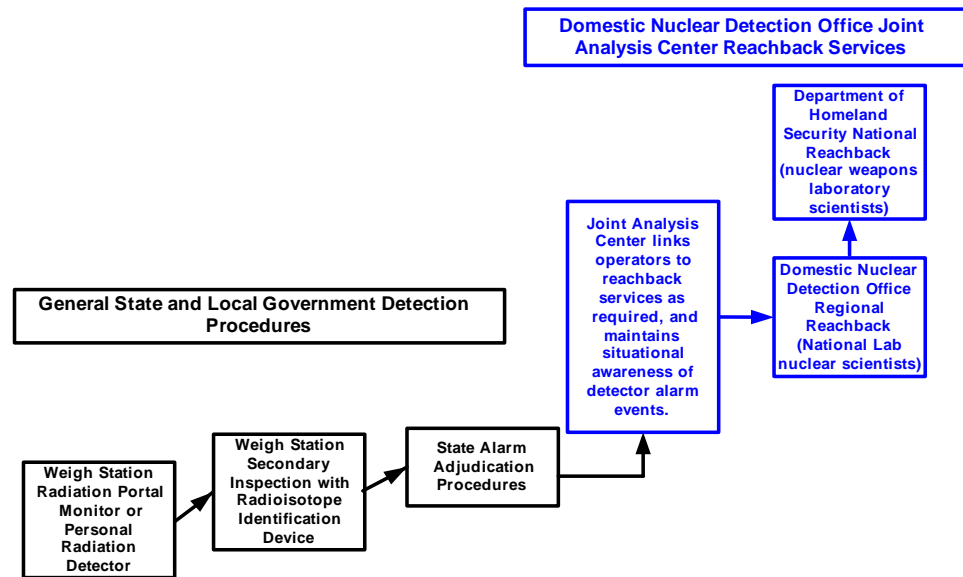 Domestic Nuclear Detection Office Joint
Analysis Center Reachback Services
Department of
Homeland
Security National
Reachback
(nuclear weapons
laboratory
scientists)
Joint Analysis
Center links
operators to
reachback
services as
required, and
maintains
situational
awareness of
detector alarm
events.
Domestic Nuclear
Detection Office
Regional
Reachback
(National Lab
nuclear scientists)
General State and Local Government Detection
Procedures
Weigh Station
Radiation Portal
Monitor or
Personal
Radiation
Detector
Weigh Station
Secondary
Inspection with
Radioisotope
Identification
Device
State Alarm
Adjudication
Procedures